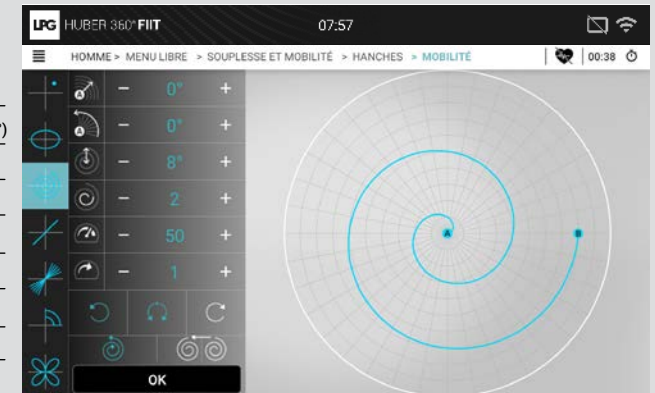 LPG HUBER 360° FIIT 07:57
HOMME > MENU LIBRE > SOUPLESSE ET MOBILITÉ > HANCHES > MOBILITÉ 00:38
A − 0° +
°)
A − 0° +
− 8° +
− 2 +
− 50 +
− 1 +
A B
OK